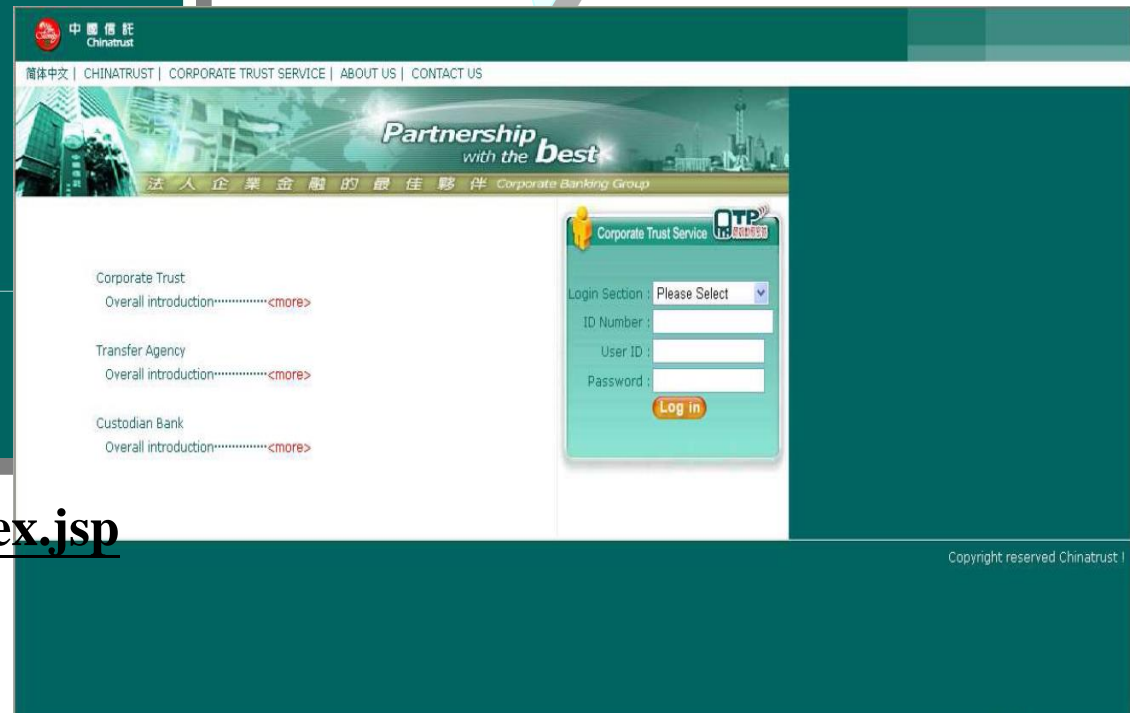 中國信託
Chinatrust
简体中文 | CHINATRUST | CORPORATE TRUST SERVICE | ABOUT US | CONTACT US
Partnership
with the best
法人企業金融的最佳夥伴 Corporate Banking Group
Corporate Trust Service OTP
Corporate Trust
Overall introduction··············<more>
Transfer Agency
Overall introduction··············<more>
Custodian Bank
Overall introduction··············<more>
Login Section : Please Select
ID Number :
User ID :
Password :
Log in
ex.jsp
Copyright reserved Chinatrust !